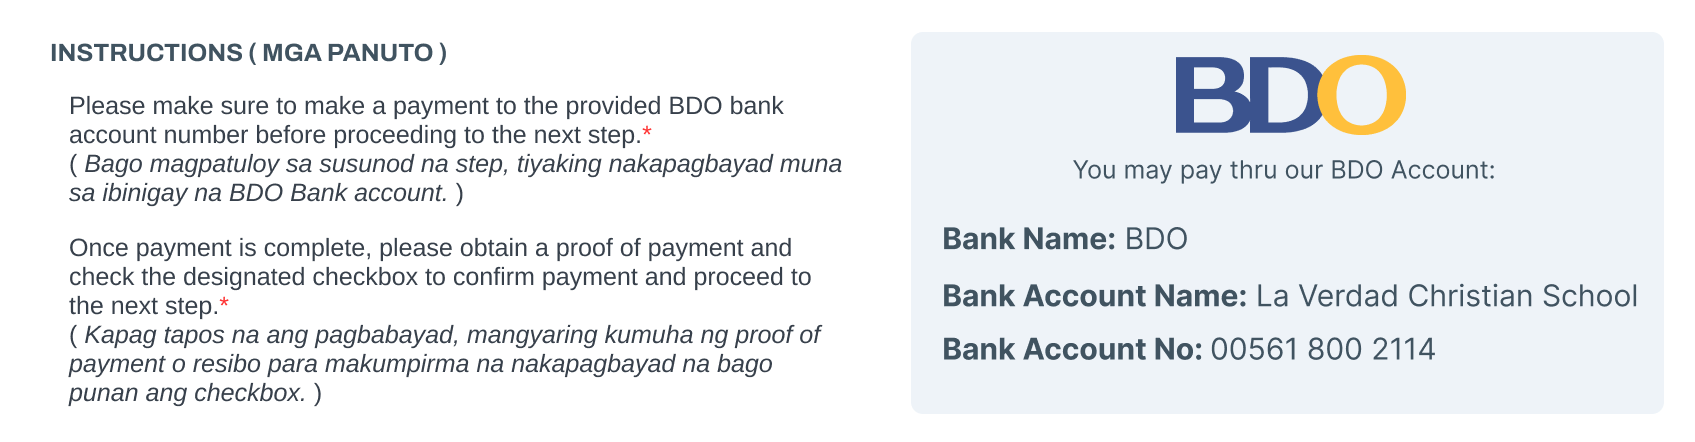 INSTRUCTIONS ( MGA PANUTO )
Please make sure to make a payment to the provided BDO bank
account number before proceeding to the next step.*
( Bago magpatuloy sa susunod na step, tiyaking nakapagbayad muna
sa ibinigay na BDO Bank account. )
Once payment is complete, please obtain a proof of payment and
check the designated checkbox to confirm payment and proceed to
the next step.*
( Kapag tapos na ang pagbabayad, mangyaring kumuha ng proof of
payment o resibo para makumpirma na nakapagbayad na bago
punan ang checkbox. )
BDO
You may pay thru our BDO Account:
Bank Name: BDO
Bank Account Name: La Verdad Christian School
Bank Account No: 00561 800 2114